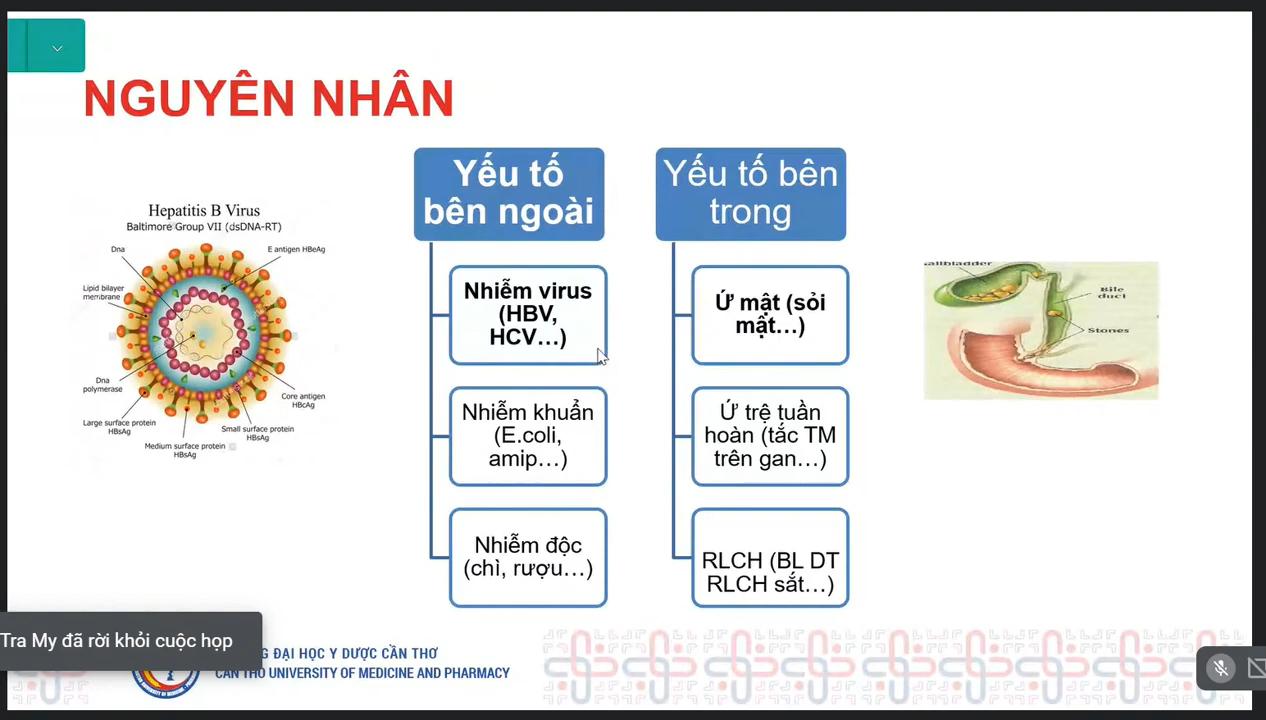 NGUYÊN NHÂN
Hepatitis B Virus
Baltimore Group VII (dsDNA-RT)
Dna
E antigen HBeAg
Lipid bilayer
membrane
Dna
polymerase
Core antigen
HBcAg
Large surface protein
HBsAg
Small surface protein
HBsAg
Medium surface protein
HBsAg
Yếu tố
bên ngoài
Nhiễm virus
(HBV,
HCV…)
Nhiễm khuẩn
(E.coli,
amip…)
Nhiễm độc
(chì, rượu…)
Yếu tố bên
trong
Ứ mật (sỏi
mật…)
Ứ trệ tuần
hoàn (tắc TM
trên gan…)
RLCH (BL DT
RLCH sắt…)
allbladder
Bile
duct
Stones
Tra My đã rời khỏi cuộc họp
G ĐẠI HỌC Y DƯỢC CẦN THƠ
CAN THO UNIVERSITY OF MEDICINE AND PHARMACY